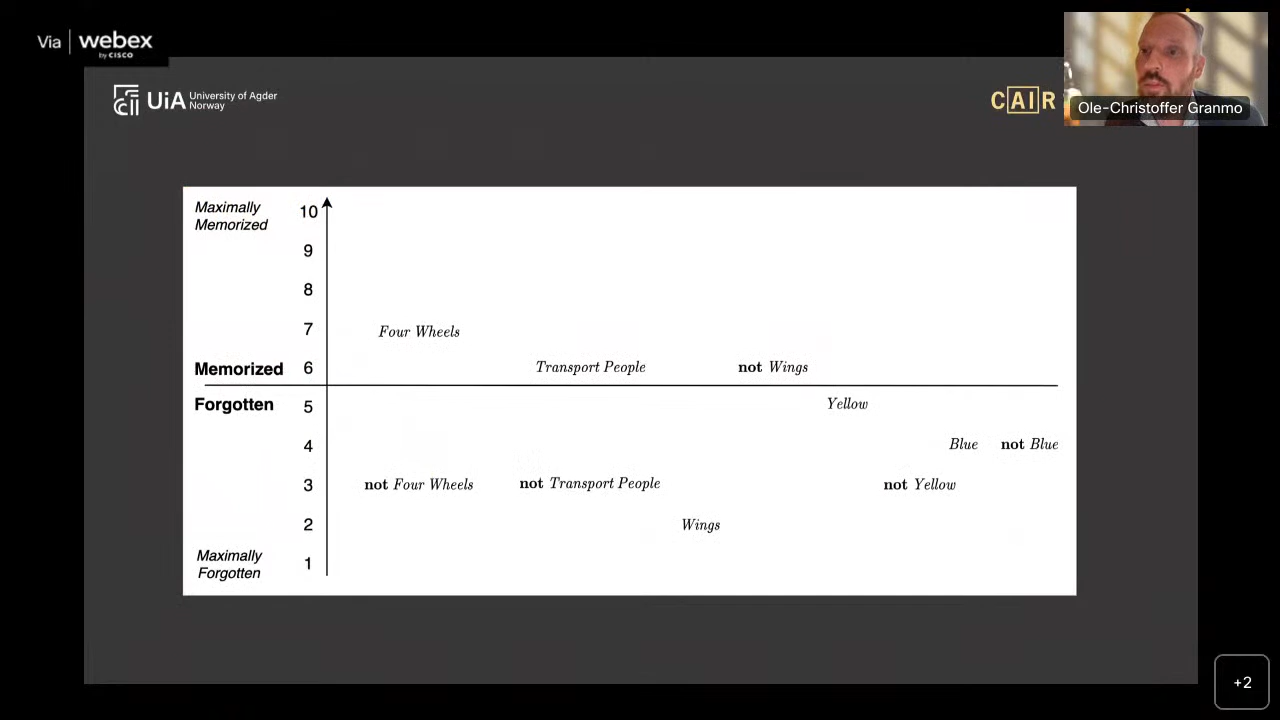 Via webex
by CISCO
UiA University of Agder
Norway
CAIR
Ole-Christoffer Granmo
Maximally
Memorized
10
9
8
7 Four Wheels
Memorized 6 Transport People not Wings
Forgotten 5 Yellow
4 Blue not Blue
3 not Four Wheels not Transport People not Yellow
2 Wings
Maximally
Forgotten
1
+2